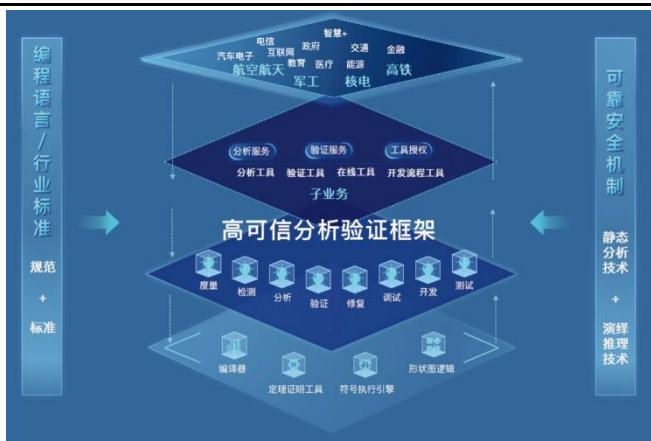 编程语言/行业标准
规范
+
标准
智慧+
电信 政府 交通 金融
汽车电子 互联网
教育 医疗 能源
航空航天 军工 核电 高铁
分析服务 验证服务 工具授权
分析工具 验证工具 在线工具 开发流程工具
子业务
高可信分析验证框架
度量 检测 分析 验证 修复 调试 开发 测试
编译器 定理证明工具 符号执行引擎 形状图逻辑
可靠安全机制
静态
分析
技术
+
演绎
推理
技术